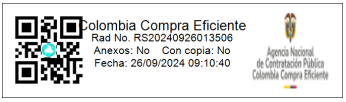 Colombia Compra Eficiente
Rad No. RS20240926013506
Anexos: No Con copia: No
Fecha: 26/09/2024 09:10:40
Agencia Nacional
de Contratación Pública
Colombia Compra Eficiente